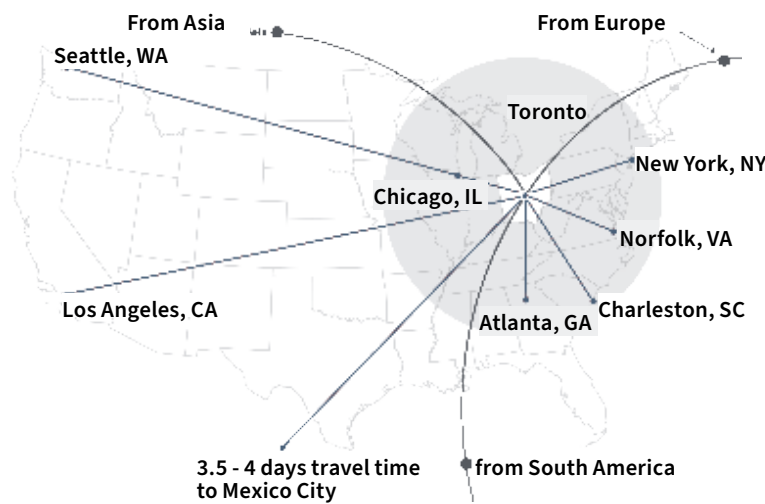 From Asia
From Europe
Seattle, WA
Toronto
New York, NY
Chicago, IL
Norfolk, VA
Los Angeles, CA
Charleston, SC
Atlanta, GA
3.5 - 4 days travel time
to Mexico City
from South America